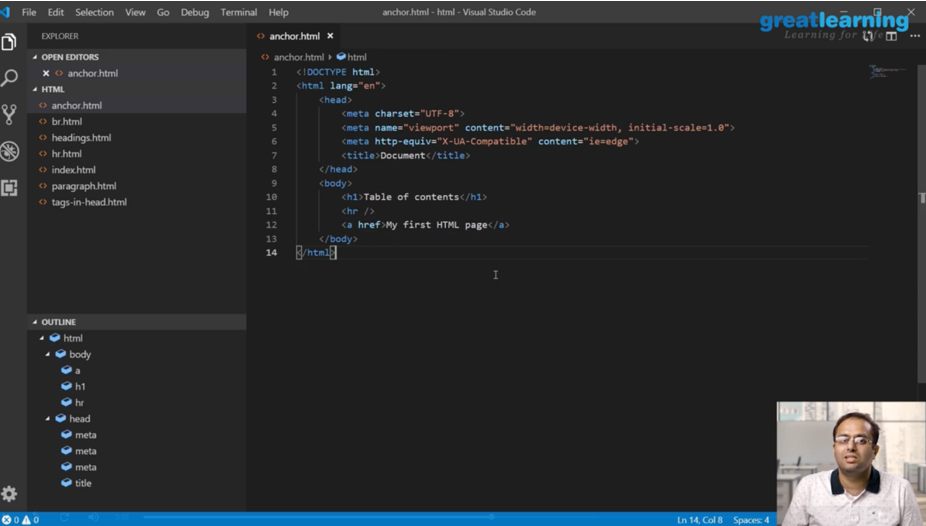 File Edit Selection View Go Debug Terminal Help
anchor.html - html - Visual Studio Code
greatlearning
Learning for Life
EXPLORER
OPEN EDITORS
anchor.html
HTML
anchor.html
br.html
headings.html
hr.html
index.html
paragraph.html
tags-in-head.html
OUTLINE
html
body
a
h1
hr
head
meta
meta
meta
title
anchor.html
anchor.html html
1 <!DOCTYPE html>
2 <html lang="en">
3 <head>
4 <meta charset="UTF-8">
5 <meta name="viewport" content="width=device-width, initial-scale=1.0">
6 <meta http-equiv="X-UA-Compatible" content="ie=edge">
7 <title>Document</title>
8 </head>
9 <body>
10 <h1>Table of contents</h1>
11 <hr />
12 <a href>My first HTML page</a>
13 </body>
14 </html>
0 0
Ln 14, Col 8 Spaces: 4